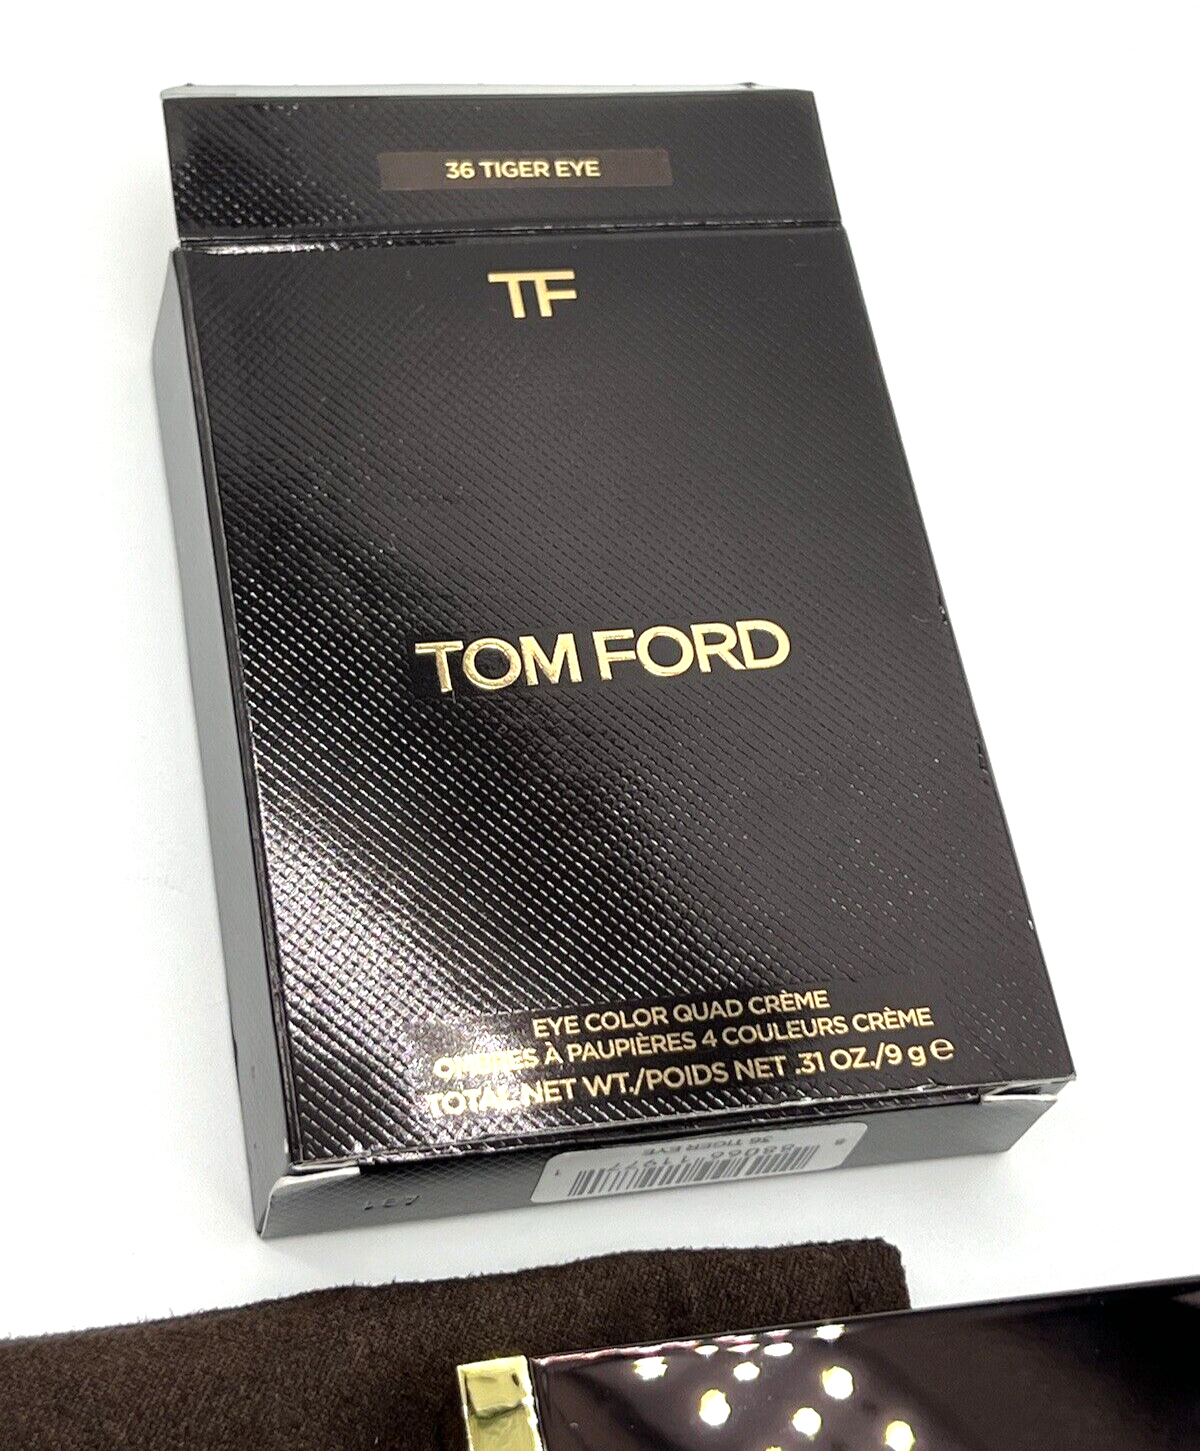 36 TIGER EYE
TF
TOM FORD
EYE COLOR QUAD CRÈME
OMBRES À PAUPIÈRES 4 COULEURS CRÈME
TOTAL NET WT./POIDS NET .31 OZ./9 g ℮
36 TIGER EYE
A31